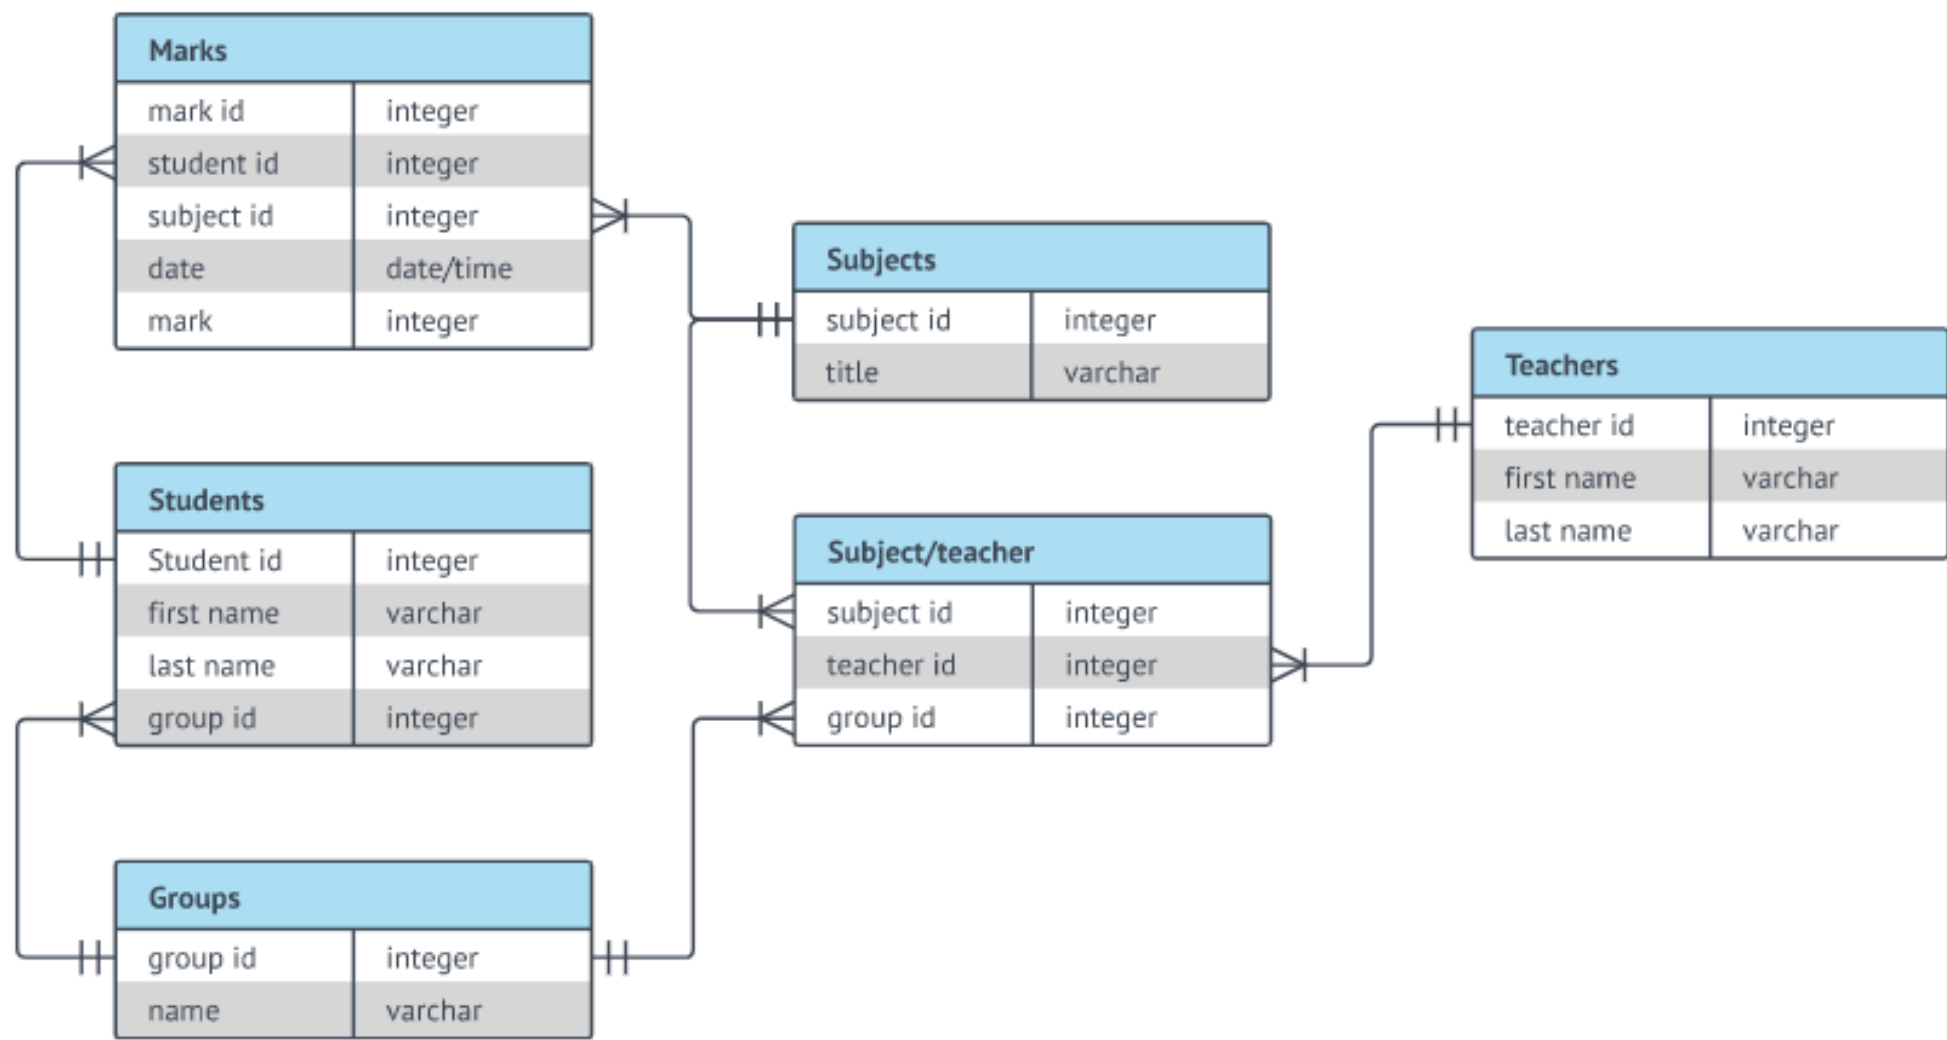 Marks
mark id integer
student id integer
subject id integer
date date/time
mark integer
Subjects
subject id integer
title varchar
Teachers
teacher id integer
first name varchar
last name varchar
Students
Student id integer
first name varchar
last name varchar
group id integer
Subject/teacher
subject id integer
teacher id integer
group id integer
Groups
group id integer
name varchar